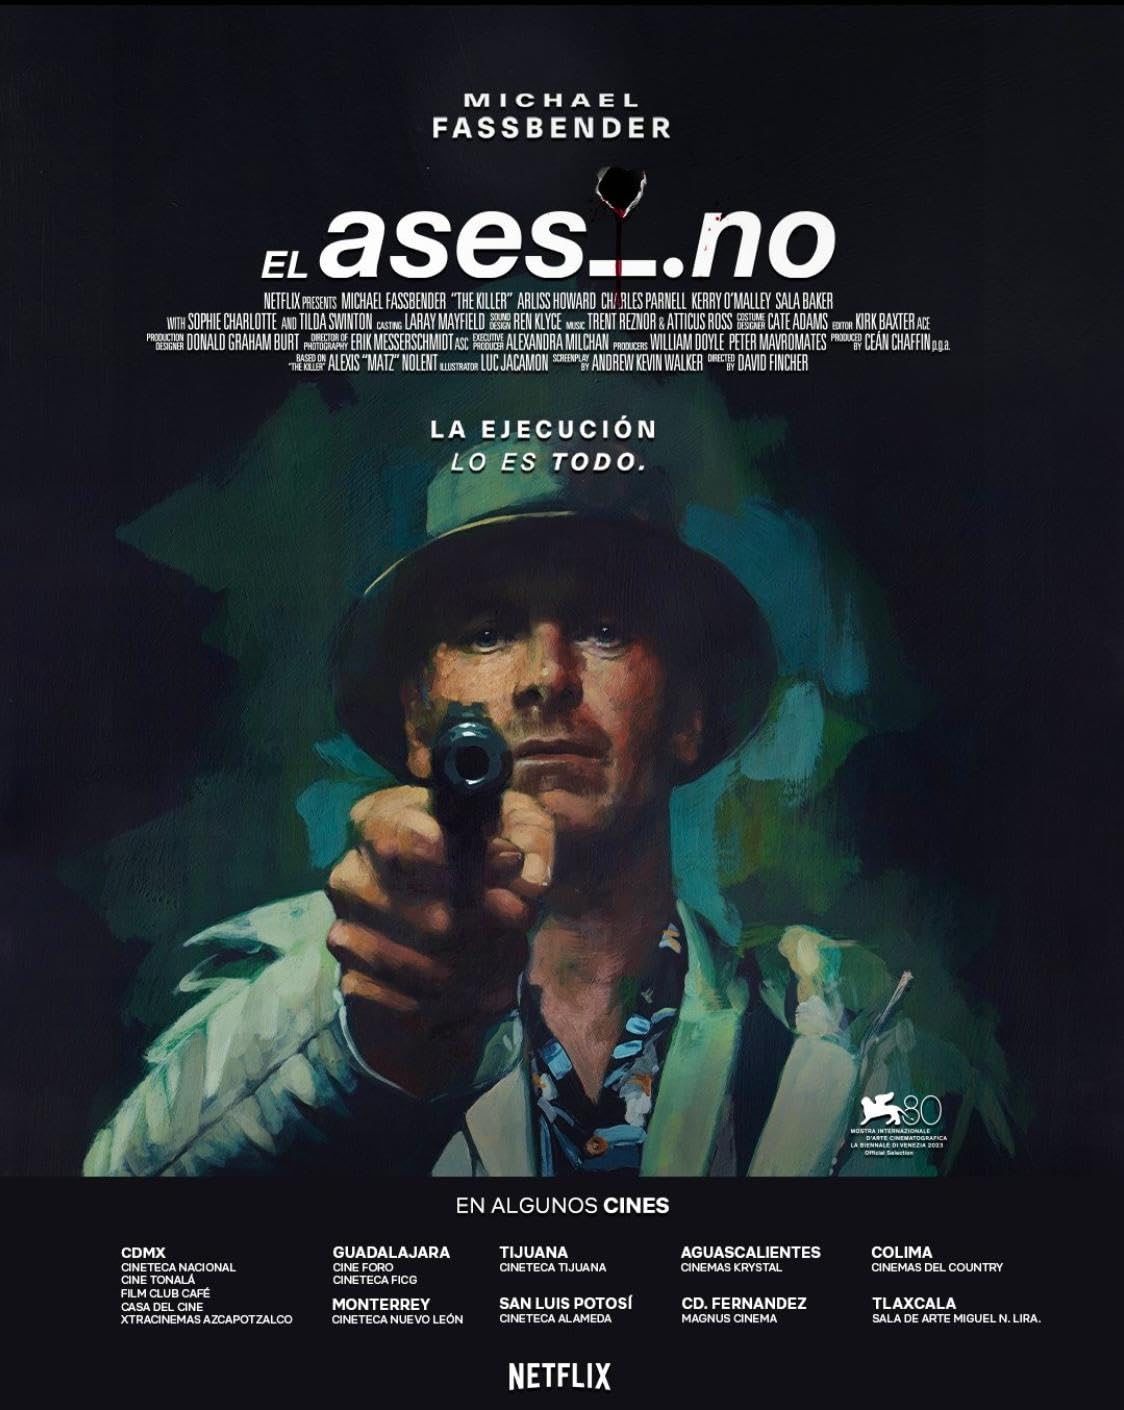 MICHAEL
FASSBENDER
EL ases_.no
NETFLIX PRESENTS MICHAEL FASSBENDER "THE KILLER" ARLISS HOWARD CHARLES PARNELL KERRY O'MALLEY SALA BAKER
WITH SOPHIE CHARLOTTE AND TILDA SWINTON CASTING LARAY MAYFIELD SOUND DESIGN REN KLYCE MUSIC TRENT REZNOR & ATTICUS ROSS COSTUME DESIGNER CATE ADAMS EDITOR KIRK BAXTER ACE
PRODUCTION DESIGNER DONALD GRAHAM BURT DIRECTOR OF PHOTOGRAPHY ERIK MESSERSCHMIDT ASC EXECUTIVE PRODUCER ALEXANDRA MILCHAN PRODUCERS WILLIAM DOYLE PETER MAVROMATES PRODUCED BY CEÁN CHAFFIN p.g.a.
BASED ON "THE KILLER" ALEXIS "MATZ" NOLENT ILLUSTRATOR LUC JACAMON SCREENPLAY BY ANDREW KEVIN WALKER DIRECTED BY DAVID FINCHER
LA EJECUCIÓN
LO ES TODO.
80
MOSTRA INTERNAZIONALE
D'ARTE CINEMATOGRAFICA
LA BIENNALE DI VENEZIA 2023
Official Selection
EN ALGUNOS CINES
CDMX
CINETECA NACIONAL
CINE TONALÁ
FILM CLUB CAFÉ
CASA DEL CINE
XTRACINEMAS AZCAPOTZALCO
GUADALAJARA
CINE FORO
CINETECA FICG
MONTERREY
CINETECA NUEVO LEÓN
TIJUANA
CINETECA TIJUANA
SAN LUIS POTOSÍ
CINETECA ALAMEDA
AGUASCALIENTES
CINEMAS KRYSTAL
CD. FERNANDEZ
MAGNUS CINEMA
COLIMA
CINEMAS DEL COUNTRY
TLAXCALA
SALA DE ARTE MIGUEL N. LIRA.
NETFLIX